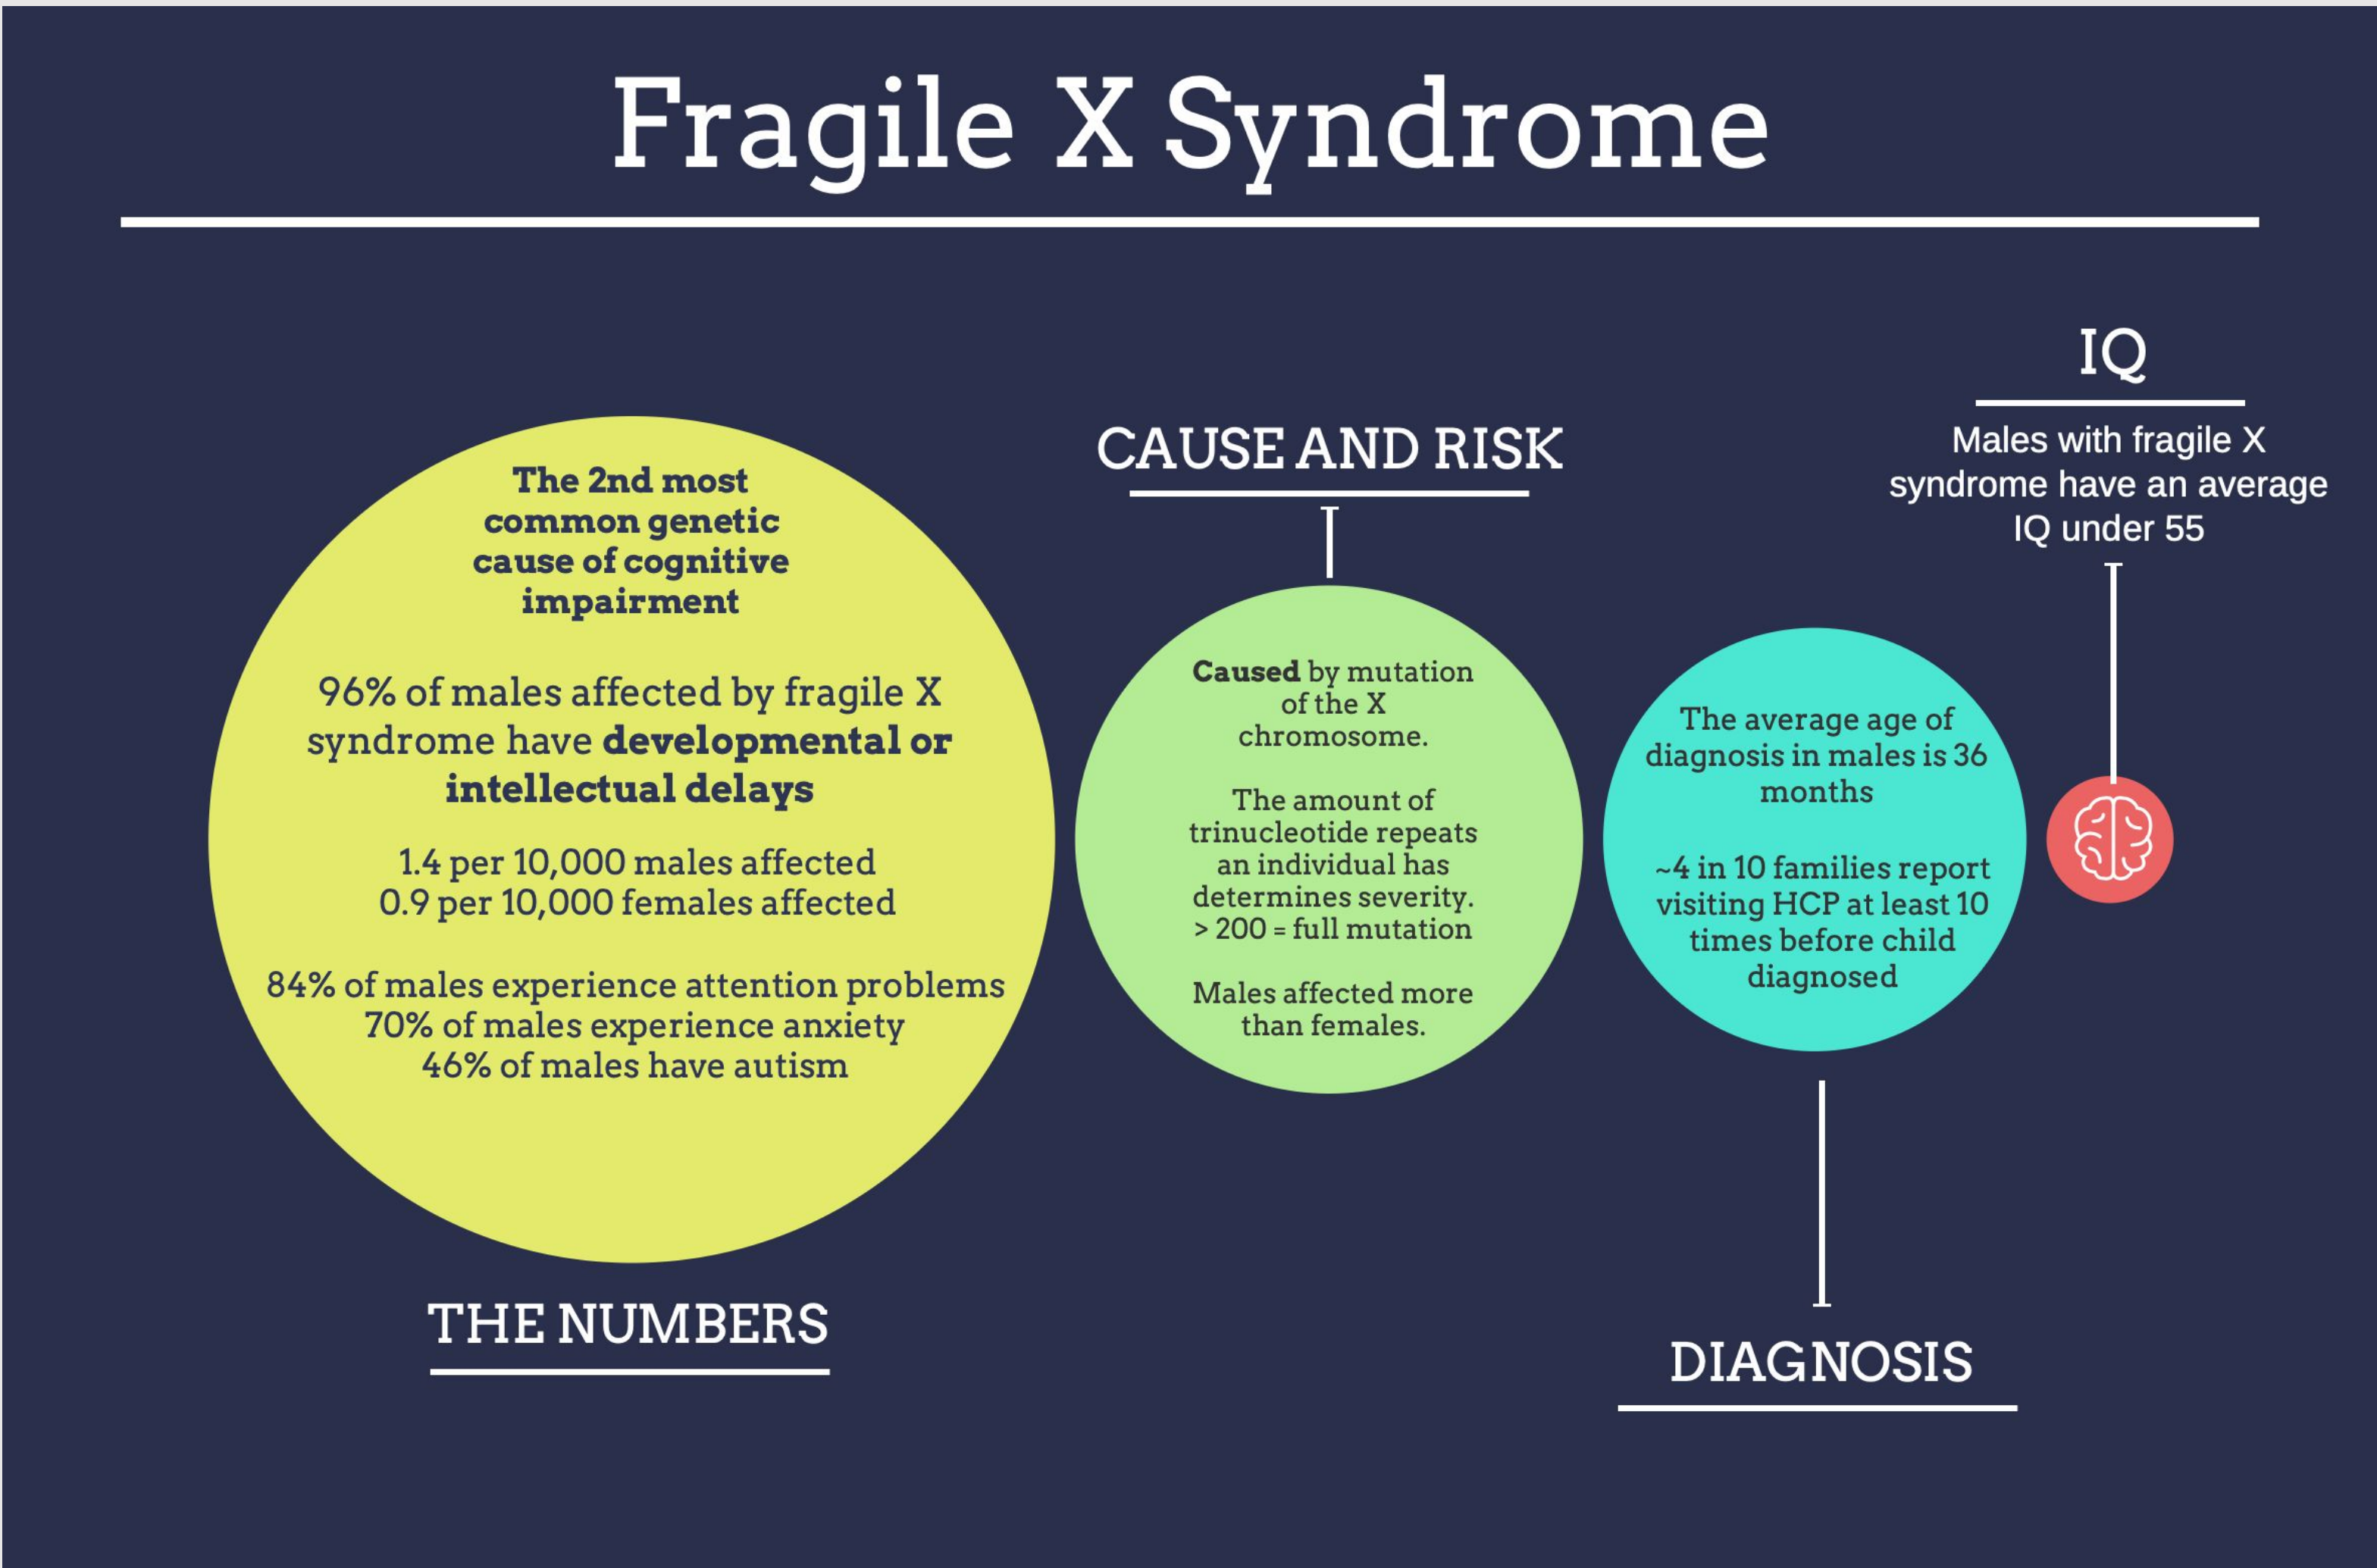 Fragile X Syndrome
The 2nd most
common genetic
cause of cognitive
impairment
96% of males affected by fragile X
syndrome have developmental or
intellectual delays
1.4 per 10,000 males affected
0.9 per 10,000 females affected
84% of males experience attention problems
70% of males experience anxiety
46% of males have autism
THE NUMBERS
CAUSE AND RISK
Caused by mutation
of the X
chromosome.
The amount of
trinucleotide repeats
an individual has
determines severity.
> 200 = full mutation
Males affected more
than females.
The average age of
diagnosis in males is 36
months
~4 in 10 families report
visiting HCP at least 10
times before child
diagnosed
DIAGNOSIS
IQ
Males with fragile X
syndrome have an average
IQ under 55